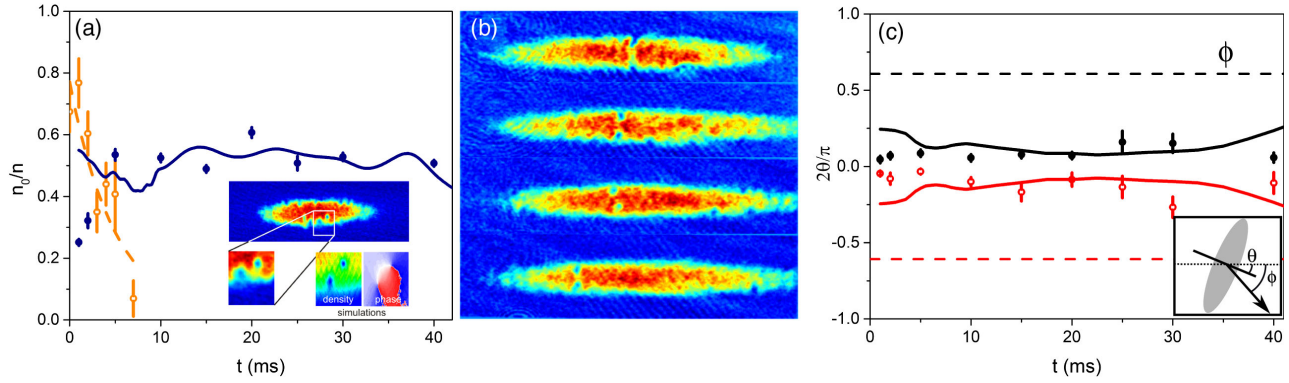 (a)
n₀/n
1.0
0.8
0.6
0.4
0.2
0.0
0
10
20
30
40
t (ms)
density
phase
simulations
(b)
(c)
2θ/π
1.0
0.5
0.0
-0.5
-1.0
0
10
20
30
40
t (ms)
ϕ
θ
ϕ